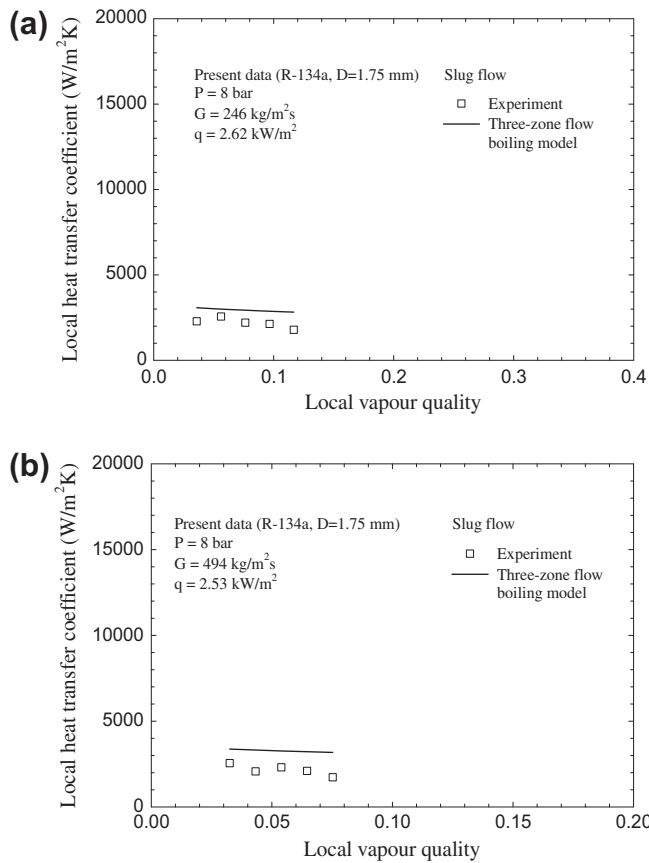 (a)
20000
15000
10000
5000
0
Local heat transfer coefficient (W/m²K)
Present data (R-134a, D=1.75 mm)
P = 8 bar
G = 246 kg/m²s
q = 2.62 kW/m²
Slug flow
Experiment
Three-zone flow
boiling model
0.0 0.1 0.2 0.3 0.4
Local vapour quality
(b)
20000
15000
10000
5000
0
Local heat transfer coefficient (W/m²K)
Present data (R-134a, D=1.75 mm)
P = 8 bar
G = 494 kg/m²s
q = 2.53 kW/m²
Slug flow
Experiment
Three-zone flow
boiling model
0.00 0.05 0.10 0.15 0.20
Local vapour quality